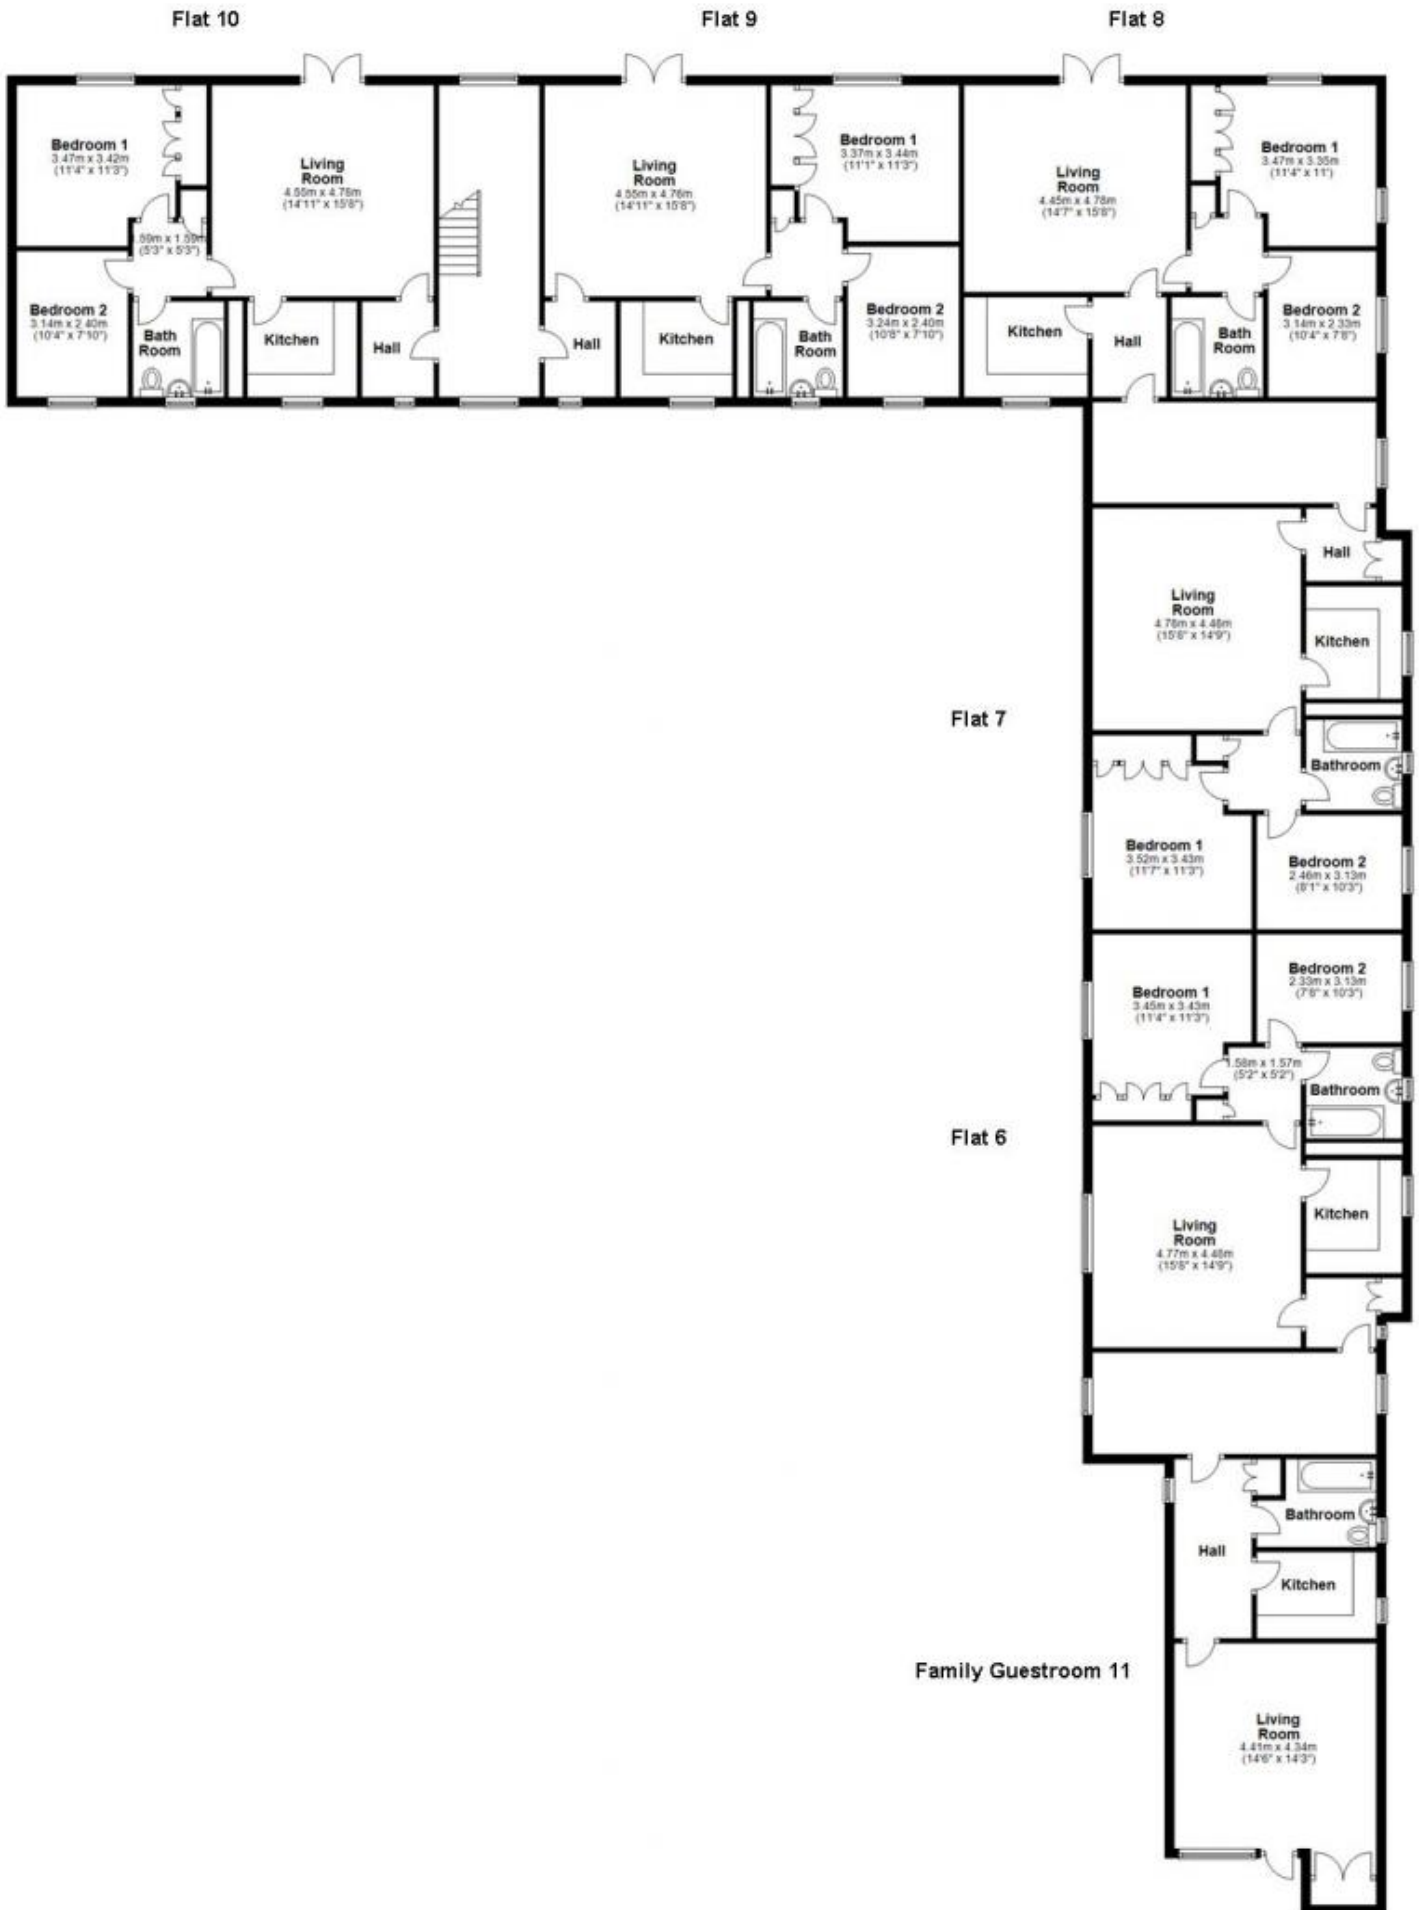 Flat 10
Flat 9
Flat 8
Bedroom 1
3.47m x 3.42m
(11'4" x 11'3")
Living
Room
4.55m x 4.78m
(14'11" x 15'8")
.59m x 1.59m
(5'3" x 5'3")
Bedroom 2
3.14m x 2.40m
(10'4" x 7'10")
Bath
Room
Kitchen
Hall
Living
Room
4.55m x 4.76m
(14'11" x 15'8")
Bedroom 1
3.37m x 3.44m
(11'1" x 11'3")
Hall
Kitchen
Bath
Room
Bedroom 2
3.24m x 2.40m
(10'8" x 7'10")
Living
Room
4.45m x 4.78m
(14'7" x 15'8")
Bedroom 1
3.47m x 3.35m
(11'4" x 11')
Kitchen
Hall
Bath
Room
Bedroom 2
3.14m x 2.33m
(10'4" x 7'8")
Hall
Living
Room
4.78m x 4.48m
(15'8" x 14'9")
Kitchen
Flat 7
Bathroom
Bedroom 1
3.52m x 3.43m
(11'7" x 11'3")
Bedroom 2
2.46m x 3.13m
(8'1" x 10'3")
Bedroom 2
2.33m x 3.13m
(7'8" x 10'3")
Bedroom 1
3.45m x 3.43m
(11'4" x 11'3")
.58m x 1.57m
(5'2" x 5'2")
Bathroom
Flat 6
Kitchen
Living
Room
4.77m x 4.48m
(15'8" x 14'9")
Bathroom
Hall
Kitchen
Family Guestroom 11
Living
Room
4.41m x 4.34m
(14'6" x 14'3")